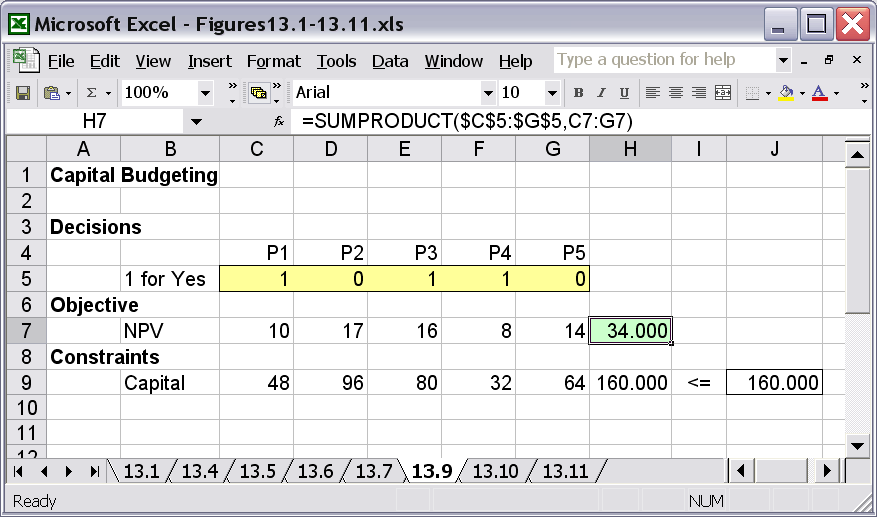 Microsoft Excel - Figures13.1-13.11.xls
File Edit View Insert Format Tools Data Window Help Type a question for help
Σ 100% Arial 10 B I U A
H7 fx =SUMPRODUCT($C$5:$G$5,C7:G7)
A B C D E F G H I J
1 Capital Budgeting
2
3 Decisions
4 P1 P2 P3 P4 P5
5 1 for Yes 1 0 1 1 0
6 Objective
7 NPV 10 17 16 8 14 34.000
8 Constraints
9 Capital 48 96 80 32 64 160.000 <= 160.000
10
11
12
13.1 13.4 13.5 13.6 13.7 13.9 13.10 13.11
Ready NUM